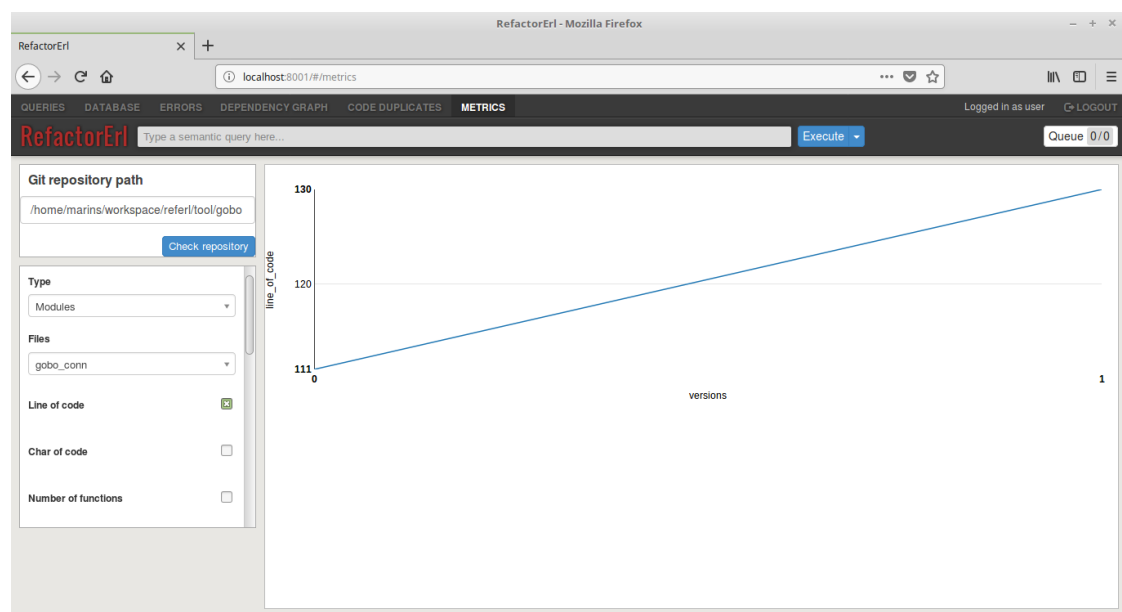 RefactorErl - Mozilla Firefox
RefactorErl
localhost:8001/#/metrics
QUERIES DATABASE ERRORS DEPENDENCY GRAPH CODE DUPLICATES METRICS Logged in as user LOGOUT
RefactorErl Type a semantic query here... Execute Queue 0/0
Git repository path
/home/marins/workspace/referl/tool/gobo
Check repository
Type
Modules
Files
gobo_conn
Line of code
Char of code
Number of functions
130
120
111
line_of_code
0 1
versions